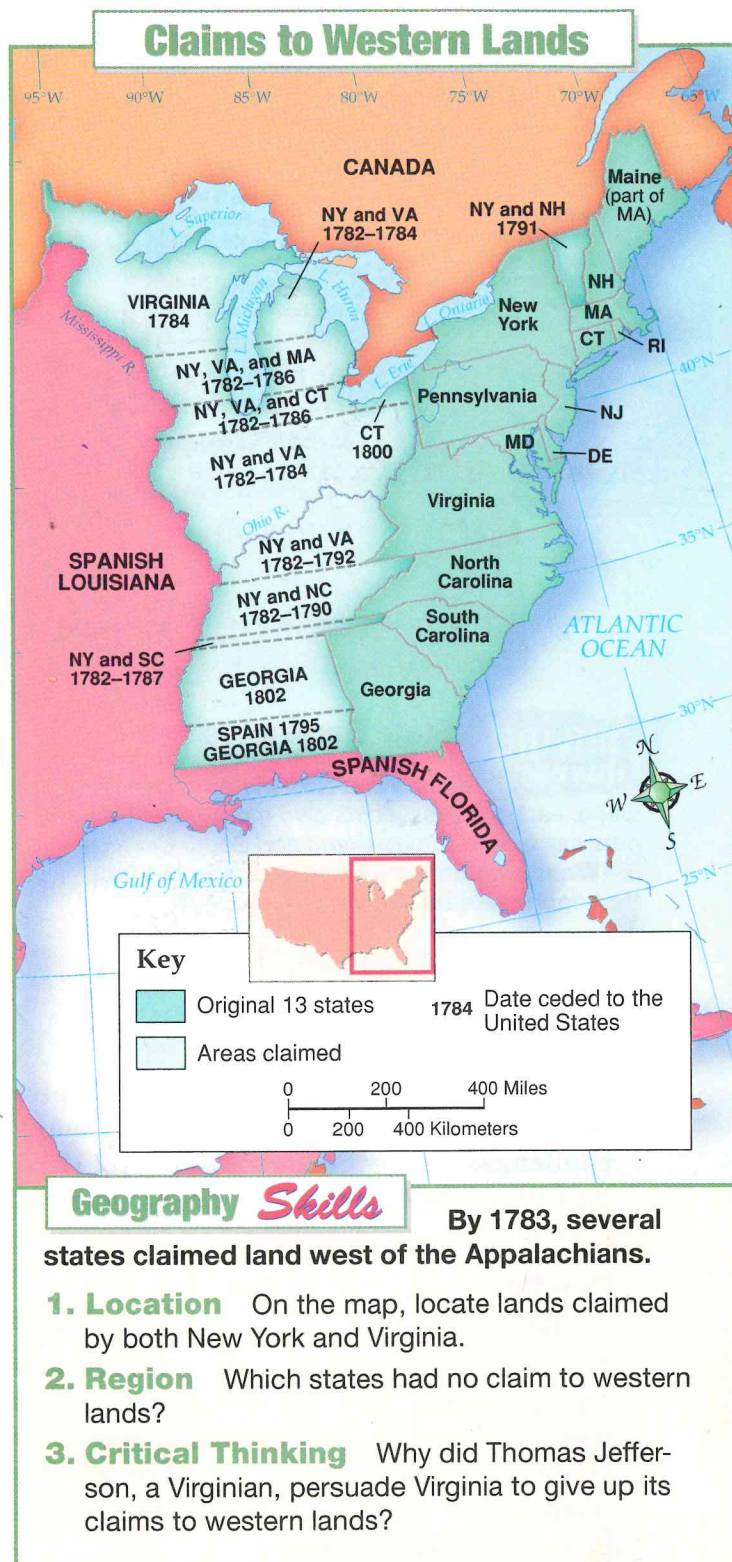 Claims to Western Lands
95°W
90°W
85°W
80°W
75°W
70°W
65°W
CANADA
Maine
(part of
MA)
NY and VA
1782–1784
NY and NH
1791
L. Superior
L. Michigan
L. Huron
L. Ontario
L. Erie
VIRGINIA
1784
Mississippi R.
New
York
NH
MA
CT
RI
40°N
NY, VA, and MA
1782–1786
NY, VA, and CT
1782–1786
CT
1800
Pennsylvania
NJ
MD
DE
NY and VA
1782–1784
Ohio R.
Virginia
35°N
NY and VA
1782–1792
SPANISH
LOUISIANA
North
Carolina
NY and NC
1782–1790
South
Carolina
ATLANTIC
OCEAN
NY and SC
1782–1787
GEORGIA
1802
Georgia
30°N
SPAIN 1795
GEORGIA 1802
SPANISH FLORIDA
N
W
E
S
25°N
Gulf of Mexico
Key
Original 13 states
1784 Date ceded to the
United States
Areas claimed
0 200 400 Miles
0 200 400 Kilometers
Geography Skills
By 1783, several
states claimed land west of the Appalachians.
1. Location On the map, locate lands claimed
by both New York and Virginia.
2. Region Which states had no claim to western
lands?
3. Critical Thinking Why did Thomas Jeffer-
son, a Virginian, persuade Virginia to give up its
claims to western lands?